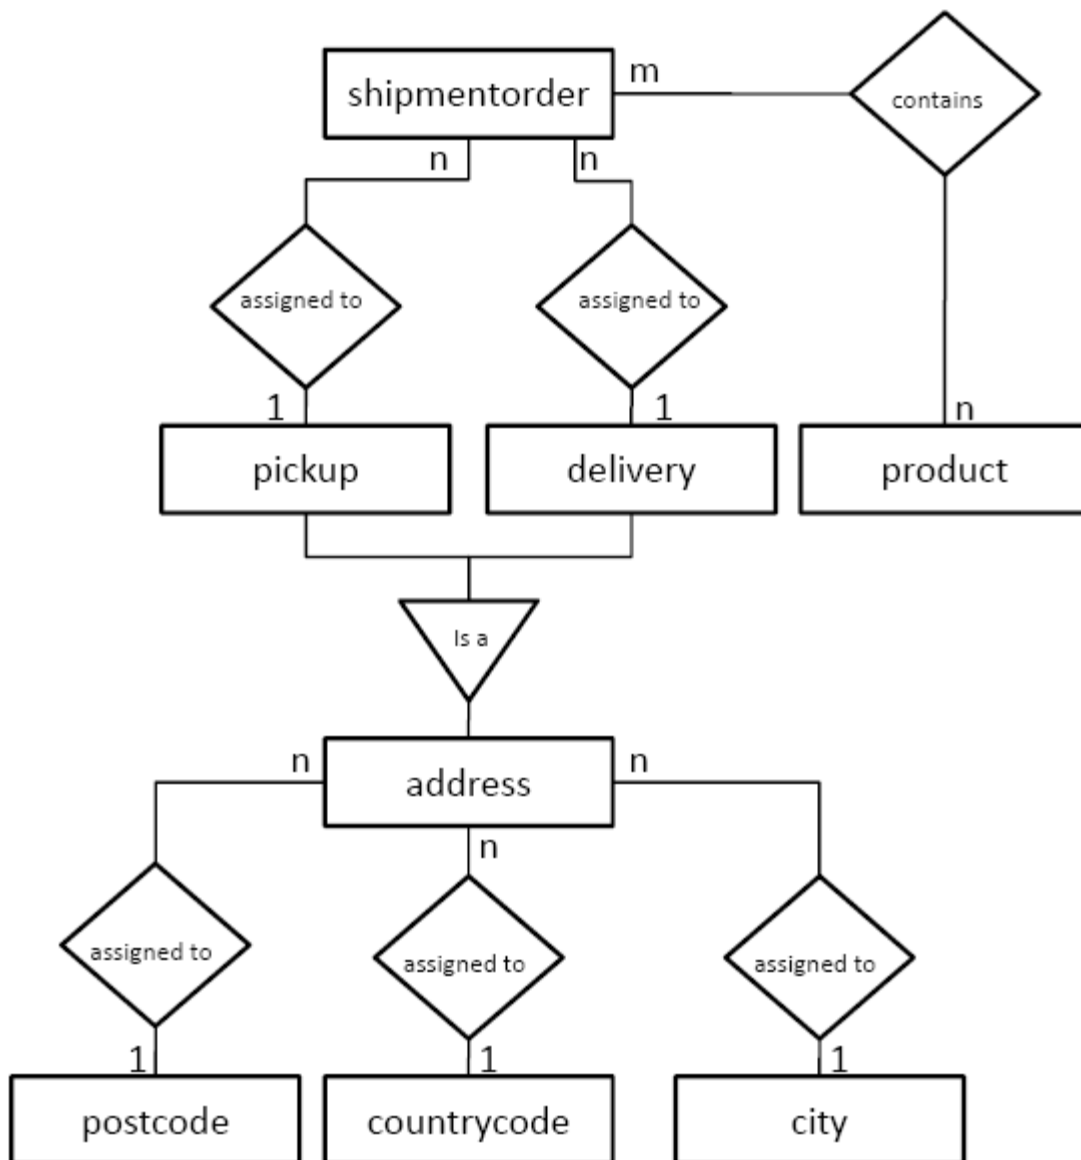 shipmentorder
m
contains
n
n
assigned to
assigned to
1
1
n
pickup
delivery
product
Is a
n
address
n
n
assigned to
assigned to
assigned to
1
1
1
postcode
countrycode
city